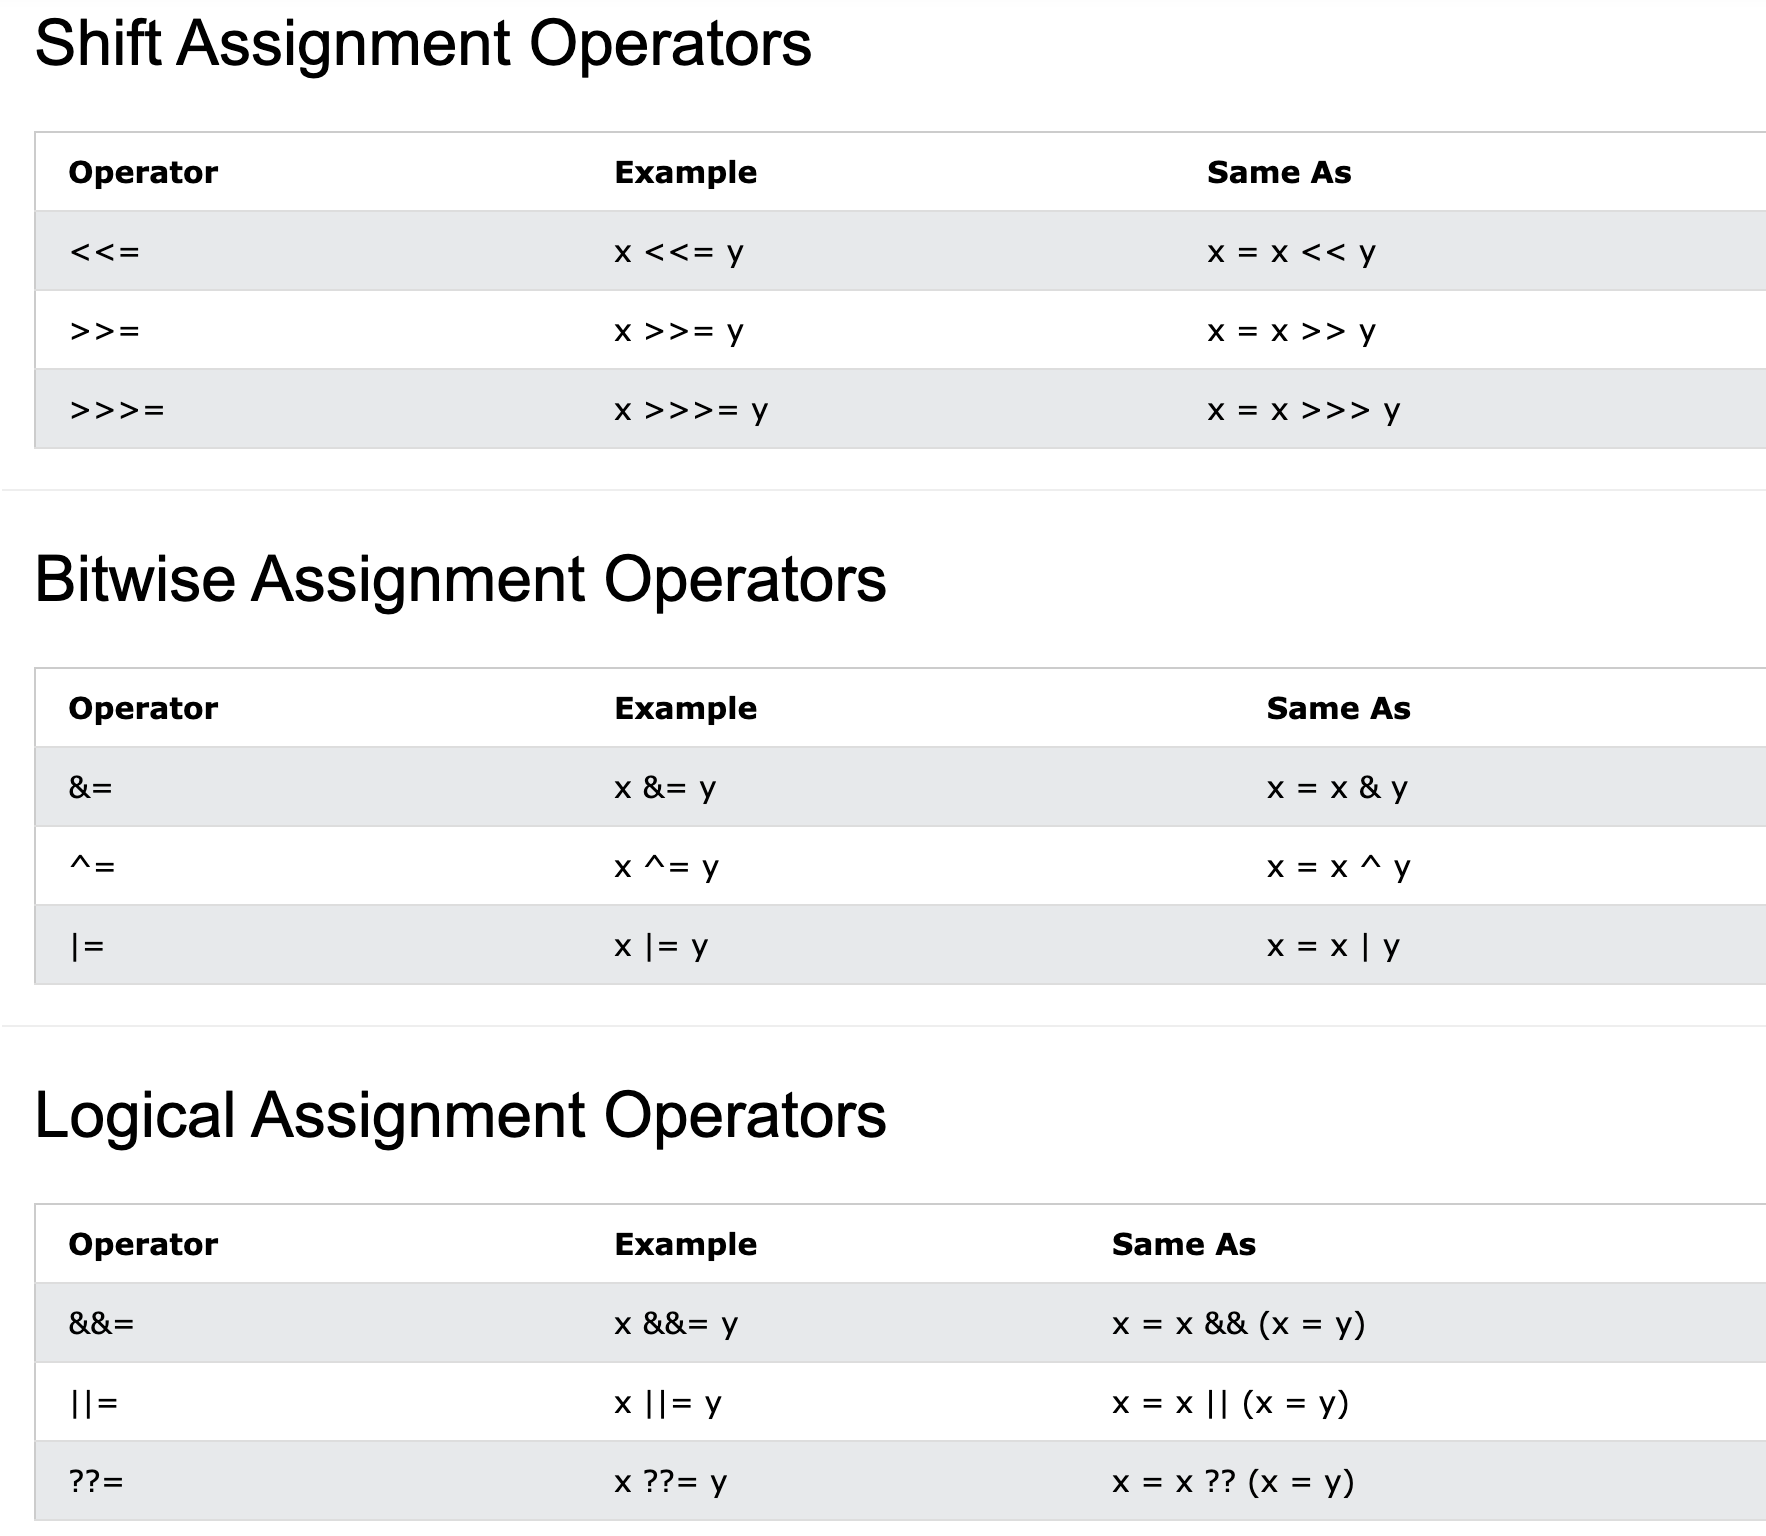 Shift Assignment Operators
Operator Example Same As
<<= x <<= y x = x << y
>>= x >>= y x = x >> y
>>>= x >>>= y x = x >>> y
Bitwise Assignment Operators
Operator Example Same As
&= x &= y x = x & y
^= x ^= y x = x ^ y
|= x |= y x = x | y
Logical Assignment Operators
Operator Example Same As
&&= x &&= y x = x && (x = y)
||= x ||= y x = x || (x = y)
??= x ??= y x = x ?? (x = y)